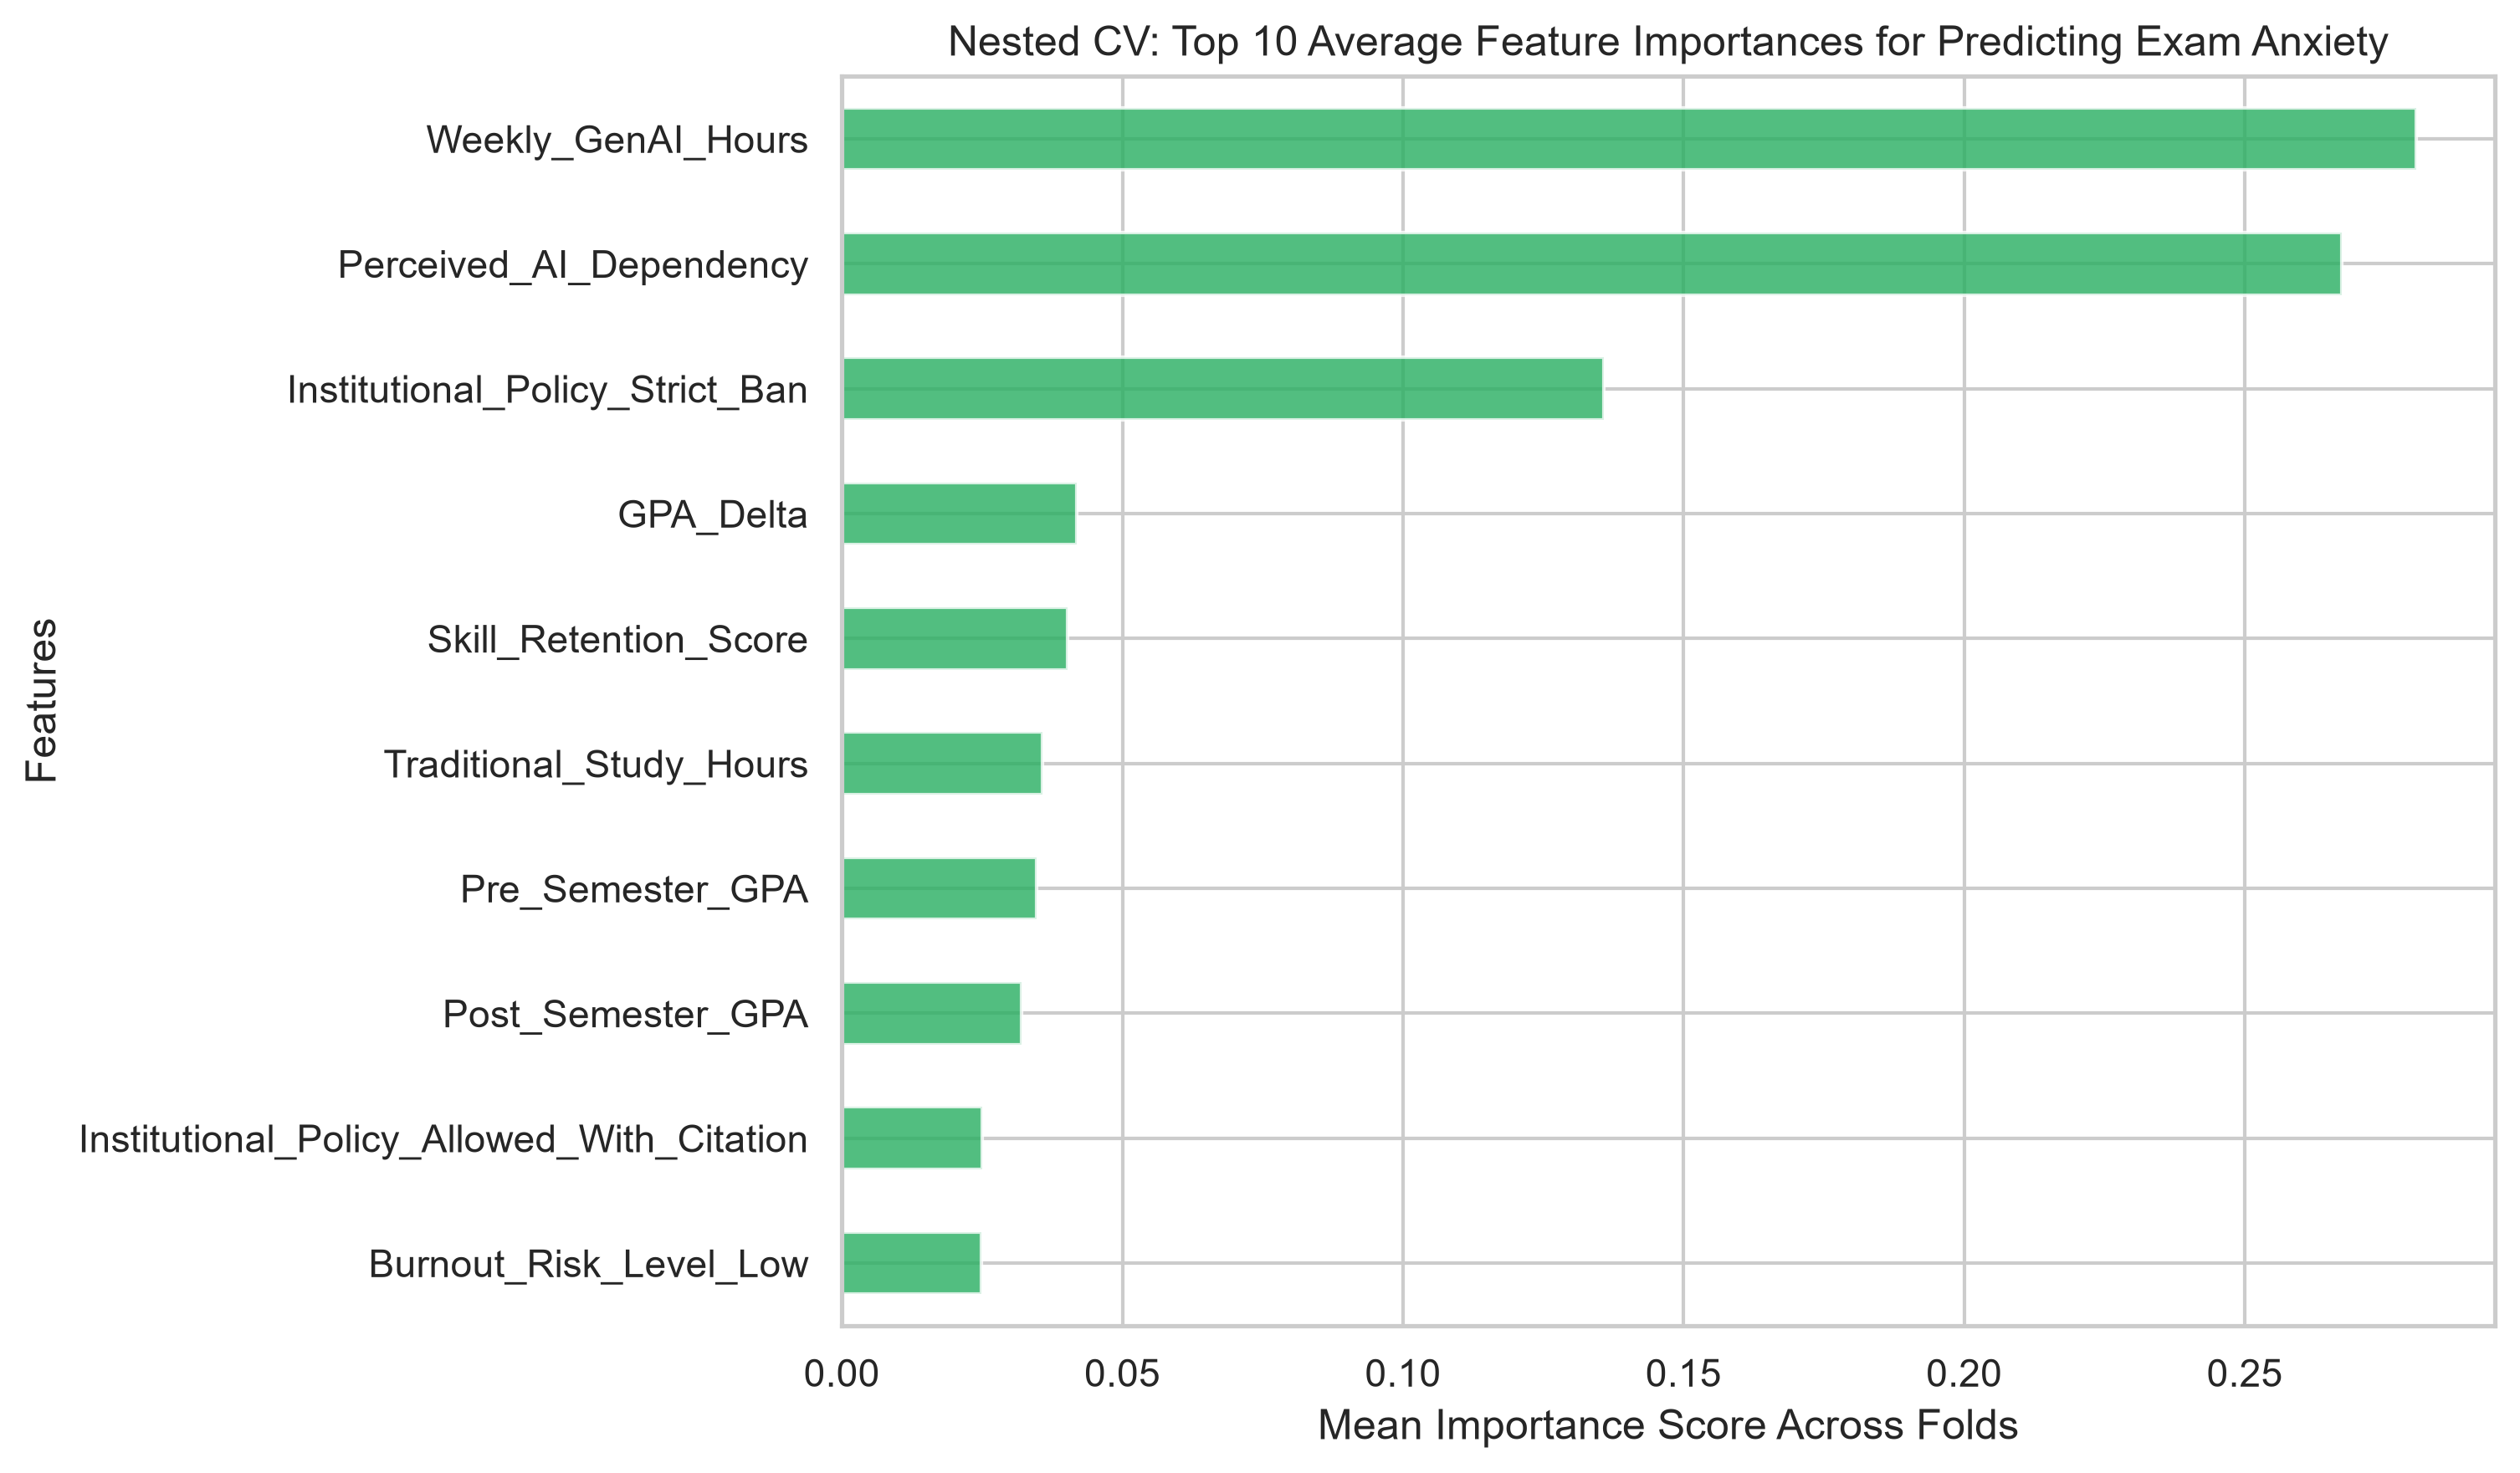 Nested CV: Top 10 Average Feature Importances for Predicting Exam Anxiety
Weekly_GenAI_Hours
Perceived_AI_Dependency
Institutional_Policy_Strict_Ban
GPA_Delta
Skill_Retention_Score
Traditional_Study_Hours
Pre_Semester_GPA
Post_Semester_GPA
Institutional_Policy_Allowed_With_Citation
Burnout_Risk_Level_Low
Features
0.00 0.05 0.10 0.15 0.20 0.25
Mean Importance Score Across Folds